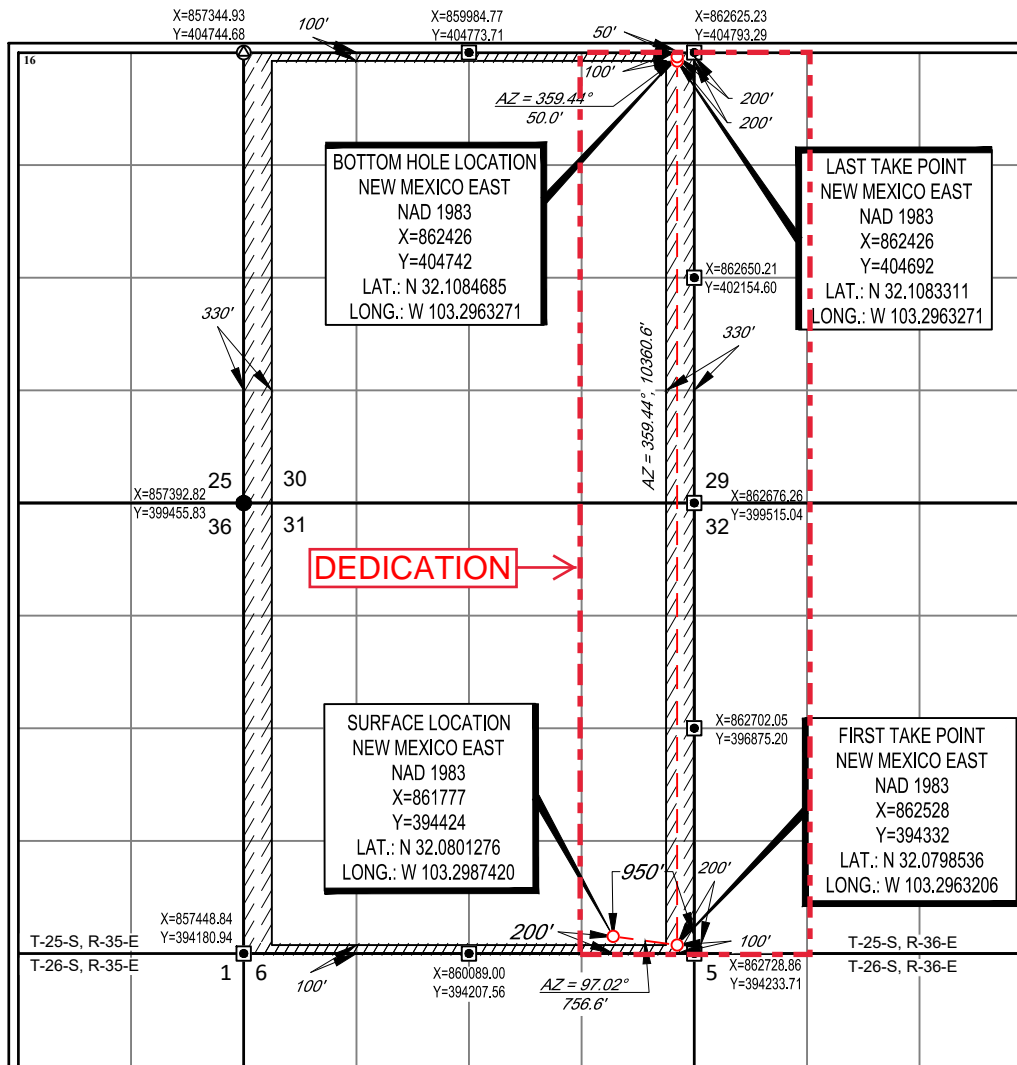 X=857344.93
Y=404744.68
100'
X=859984.77
Y=404773.71
50'
X=862625.23
Y=404793.29
16
100'
AZ = 359.44°
50.0'
200'
200'
BOTTOM HOLE LOCATION
NEW MEXICO EAST
NAD 1983
X=862426
Y=404742
LAT.: N 32.1084685
LONG.: W 103.2963271
LAST TAKE POINT
NEW MEXICO EAST
NAD 1983
X=862426
Y=404692
LAT.: N 32.1083311
LONG.: W 103.2963271
X=862650.21
Y=402154.60
330'
330'
AZ = 359.44°, 10360.6'
25
30
29
X=857392.82
Y=399455.83
X=862676.26
Y=399515.04
36
31
32
DEDICATION
SURFACE LOCATION
NEW MEXICO EAST
NAD 1983
X=861777
Y=394424
LAT.: N 32.0801276
LONG.: W 103.2987420
X=862702.05
Y=396875.20
FIRST TAKE POINT
NEW MEXICO EAST
NAD 1983
X=862528
Y=394332
LAT.: N 32.0798536
LONG.: W 103.2963206
950'
200'
X=857448.84
Y=394180.94
200'
100'
T-25-S, R-35-E
T-26-S, R-35-E
T-25-S, R-36-E
T-26-S, R-36-E
1
6
100'
X=860089.00
Y=394207.56
AZ = 97.02°
756.6'
X=862728.86
Y=394233.71
5